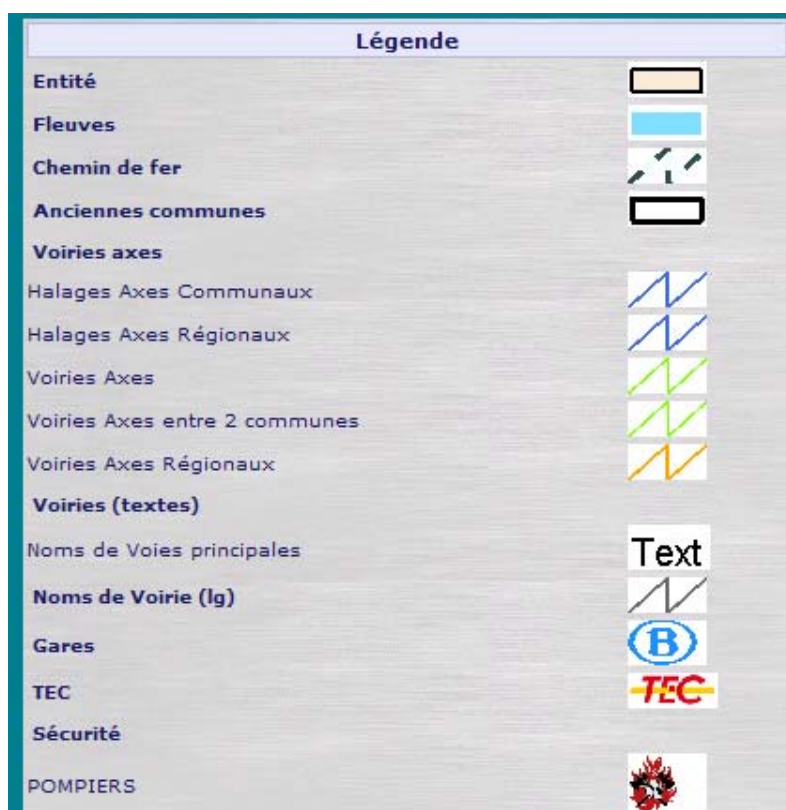 Légende
Entité
Fleuves
Chemin de fer
Anciennes communes
Voiries axes
Halages Axes Communaux
Halages Axes Régionaux
Voiries Axes
Voiries Axes entre 2 communes
Voiries Axes Régionaux
Voiries (textes)
Noms de Voies principales Text
Noms de Voirie (lg)
Gares B
TEC TEC
Sécurité
POMPIERS